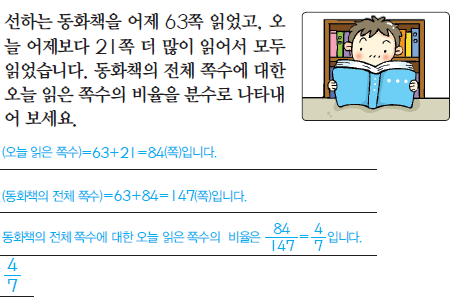 선하는 동화책을 어제 63쪽 읽었고, 오
늘 어제보다 21쪽 더 많이 읽어서 모두
읽었습니다. 동화책의 전체 쪽수에 대한
오늘 읽은 쪽수의 비율을 분수로 나타내
어 보세요.
(오늘 읽은 쪽수)=63+21=84(쪽)입니다.
(동화책의 전체 쪽수)=63+84=147(쪽)입니다.
동화책의 전체 쪽수에 대한 오늘 읽은 쪽수의 비율은 84/147=4/7입니다.
4/7